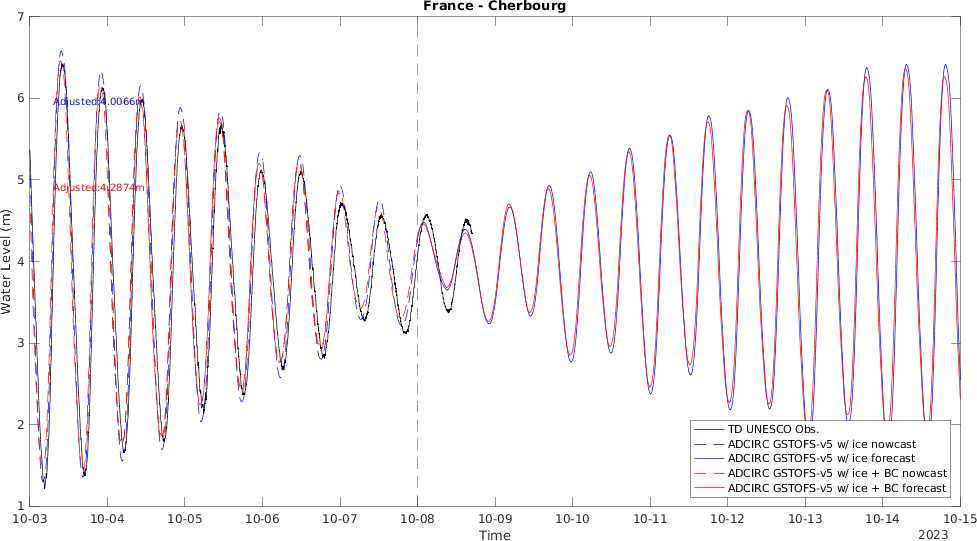 France - Cherbourg
7
6
5
4
3
2
1
Water Level (m)
Adjusted:4.0066m
Adjusted:4.2874m
TD UNESCO Obs.
ADCIRC GSTOFS-v5 w/ ice nowcast
ADCIRC GSTOFS-v5 w/ ice forecast
ADCIRC GSTOFS-v5 w/ ice + BC nowcast
ADCIRC GSTOFS-v5 w/ ice + BC forecast
10-03 10-04 10-05 10-06 10-07 10-08 10-09 10-10 10-11 10-12 10-13 10-14 10-15
Time
2023